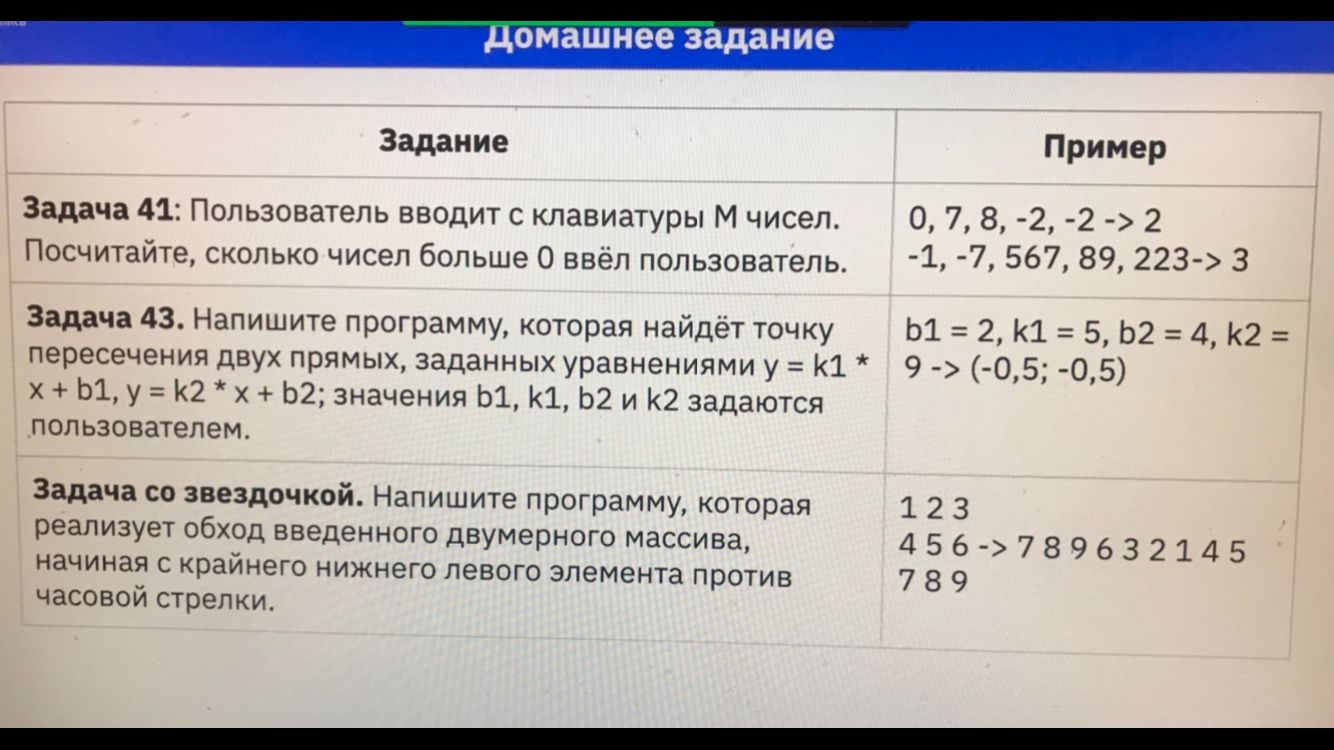 Домашнее задание
Задание
Пример
Задача 41: Пользователь вводит с клавиатуры M чисел.
Посчитайте, сколько чисел больше 0 ввёл пользователь.
0, 7, 8, -2, -2 -> 2
-1, -7, 567, 89, 223-> 3
Задача 43. Напишите программу, которая найдёт точку
пересечения двух прямых, заданных уравнениями y = k1 *
x + b1, y = k2 * x + b2; значения b1, k1, b2 и k2 задаются
пользователем.
b1 = 2, k1 = 5, b2 = 4, k2 =
9 -> (-0,5; -0,5)
Задача со звездочкой. Напишите программу, которая
реализует обход введенного двумерного массива,
начиная с крайнего нижнего левого элемента против
часовой стрелки.
1 2 3
4 5 6 -> 7 8 9 6 3 2 1 4 5
7 8 9